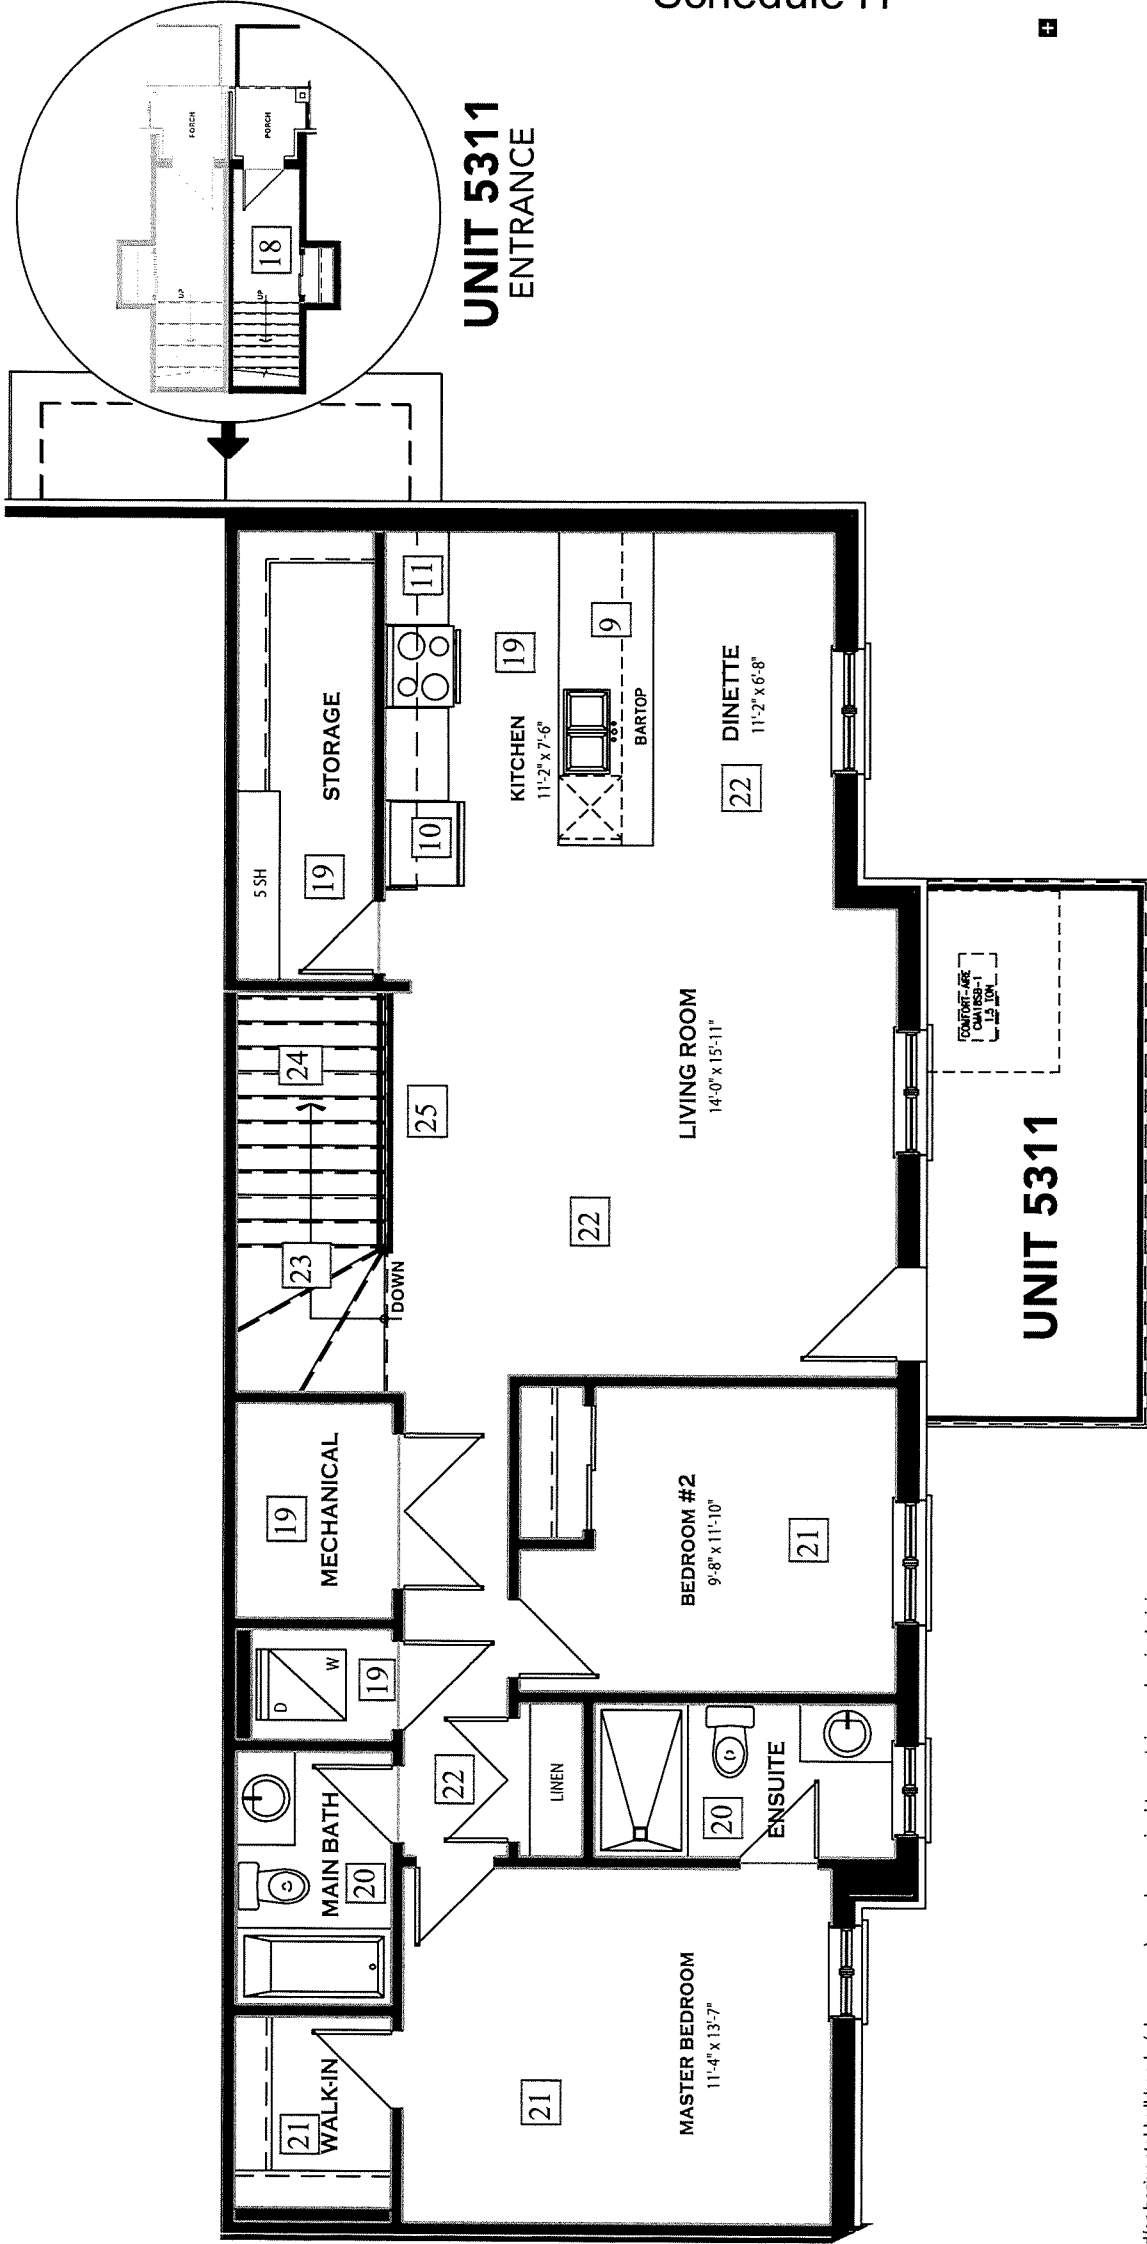 PORCH
PORCH
UP
UP
18
UNIT 5311
ENTRANCE
STORAGE
5 SH
19
11
10
KITCHEN
11'-2" x 7'-6"
19
9
BARTOP
DINETTE
11'-2" x 6'-8"
22
24
23
DOWN
25
LIVING ROOM
14'-0" x 15'-11"
22
COMFORT-AIRE
CMA18SB-1
1.5 TON
UNIT 5311
MECHANICAL
19
D
W
19
BEDROOM #2
9'-8" x 11'-10"
21
MAIN BATH
20
22
LINEN
ENSUITE
20
WALK-IN
21
MASTER BEDROOM
11'-4" x 13'-7"
21